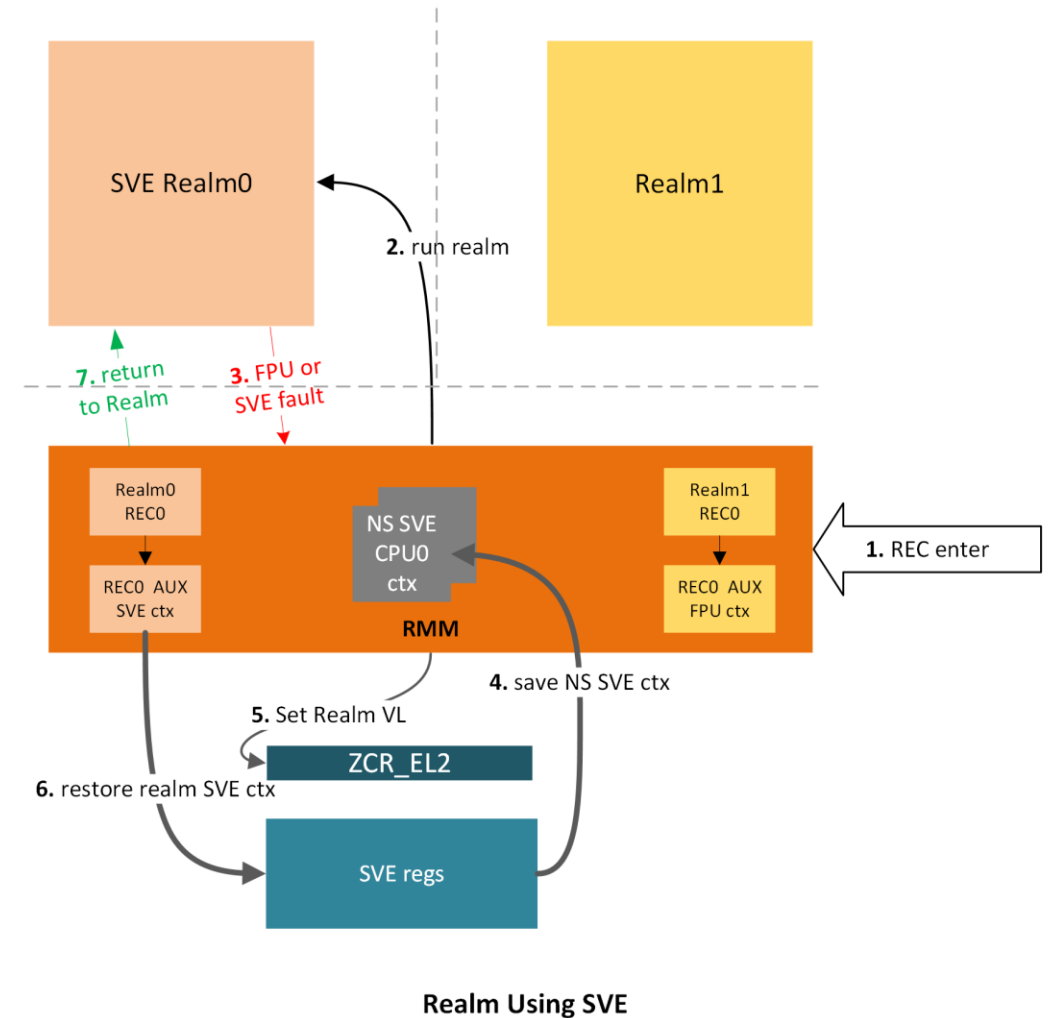 SVE Realm0
Realm1
2. run realm
7. return
to Realm
3. FPU or
SVE fault
Realm0
REC0
NS SVE
CPU0
ctx
Realm1
REC0
1. REC enter
REC0 AUX
SVE ctx
REC0 AUX
FPU ctx
RMM
4. save NS SVE ctx
5. Set Realm VL
ZCR_EL2
6. restore realm SVE ctx
SVE regs
Realm Using SVE